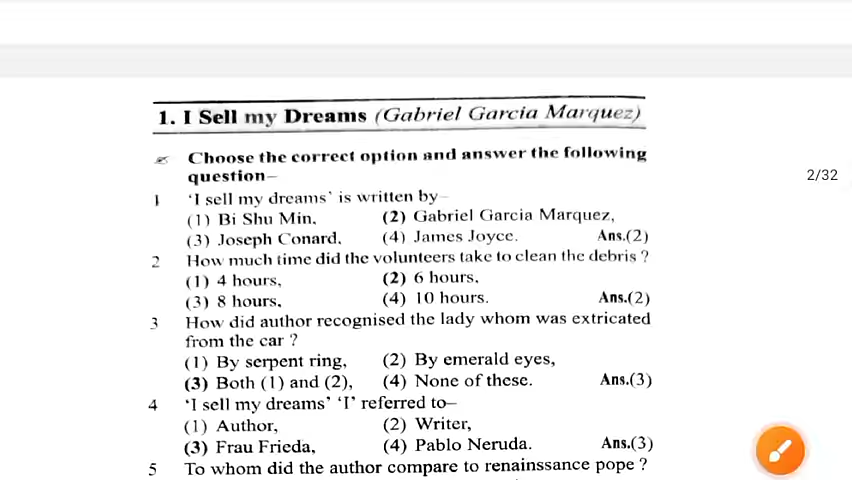 1. I Sell my Dreams (Gabriel Garcia Marquez)
Choose the correct option and answer the following
question–
2/32
1 'I sell my dreams' is written by–
(1) Bi Shu Min, (2) Gabriel Garcia Marquez,
(3) Joseph Conard, (4) James Joyce. Ans.(2)
2 How much time did the volunteers take to clean the debris ?
(1) 4 hours, (2) 6 hours,
(3) 8 hours, (4) 10 hours. Ans.(2)
3 How did author recognised the lady whom was extricated
from the car ?
(1) By serpent ring, (2) By emerald eyes,
(3) Both (1) and (2), (4) None of these. Ans.(3)
4 'I sell my dreams' 'I' referred to–
(1) Author, (2) Writer,
(3) Frau Frieda, (4) Pablo Neruda. Ans.(3)
5 To whom did the author compare to renainssance pope ?